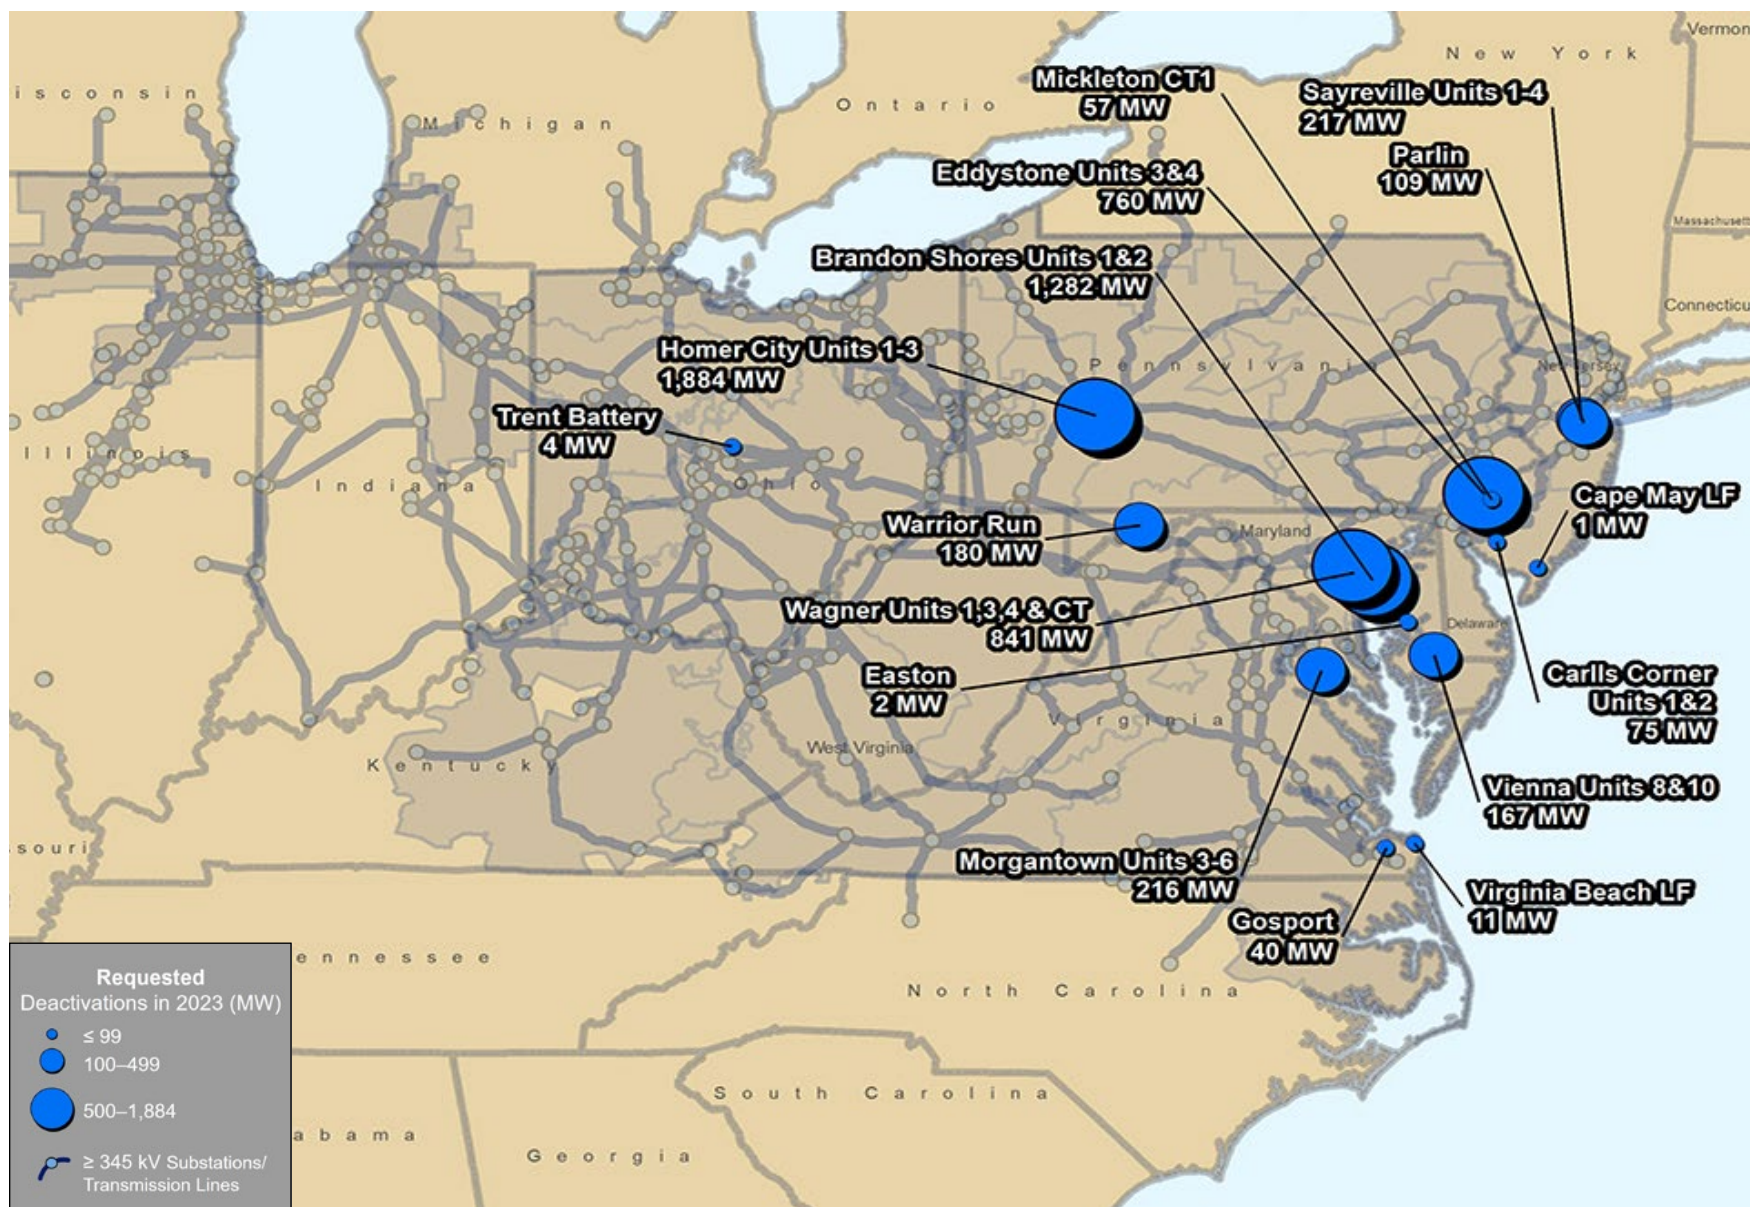 Vermon
New York
isconsin
Michigan
Ontario
Mickleton CT1
57 MW
Sayreville Units 1-4
217 MW
Parlin
109 MW
Eddystone Units 3&4
760 MW
Massachusett
Brandon Shores Units 1&2
1,282 MW
Connecticu
Homer City Units 1-3
1,884 MW
Pennsylvania
New Jersey
Trent Battery
4 MW
Illinois
Indiana
Ohio
Cape May LF
1 MW
Warrior Run
180 MW
Maryland
Wagner Units 1,3,4 & CT
841 MW
Delaware
Easton
2 MW
Carlls Corner
Units 1&2
75 MW
Virginia
West Virginia
Kentucky
Vienna Units 8&10
167 MW
souri
Morgantown Units 3-6
216 MW
Virginia Beach LF
11 MW
Gosport
40 MW
ennessee
North Carolina
South Carolina
abama
Georgia
Requested
Deactivations in 2023 (MW)
≤ 99
100–499
500–1,884
≥ 345 kV Substations/
Transmission Lines